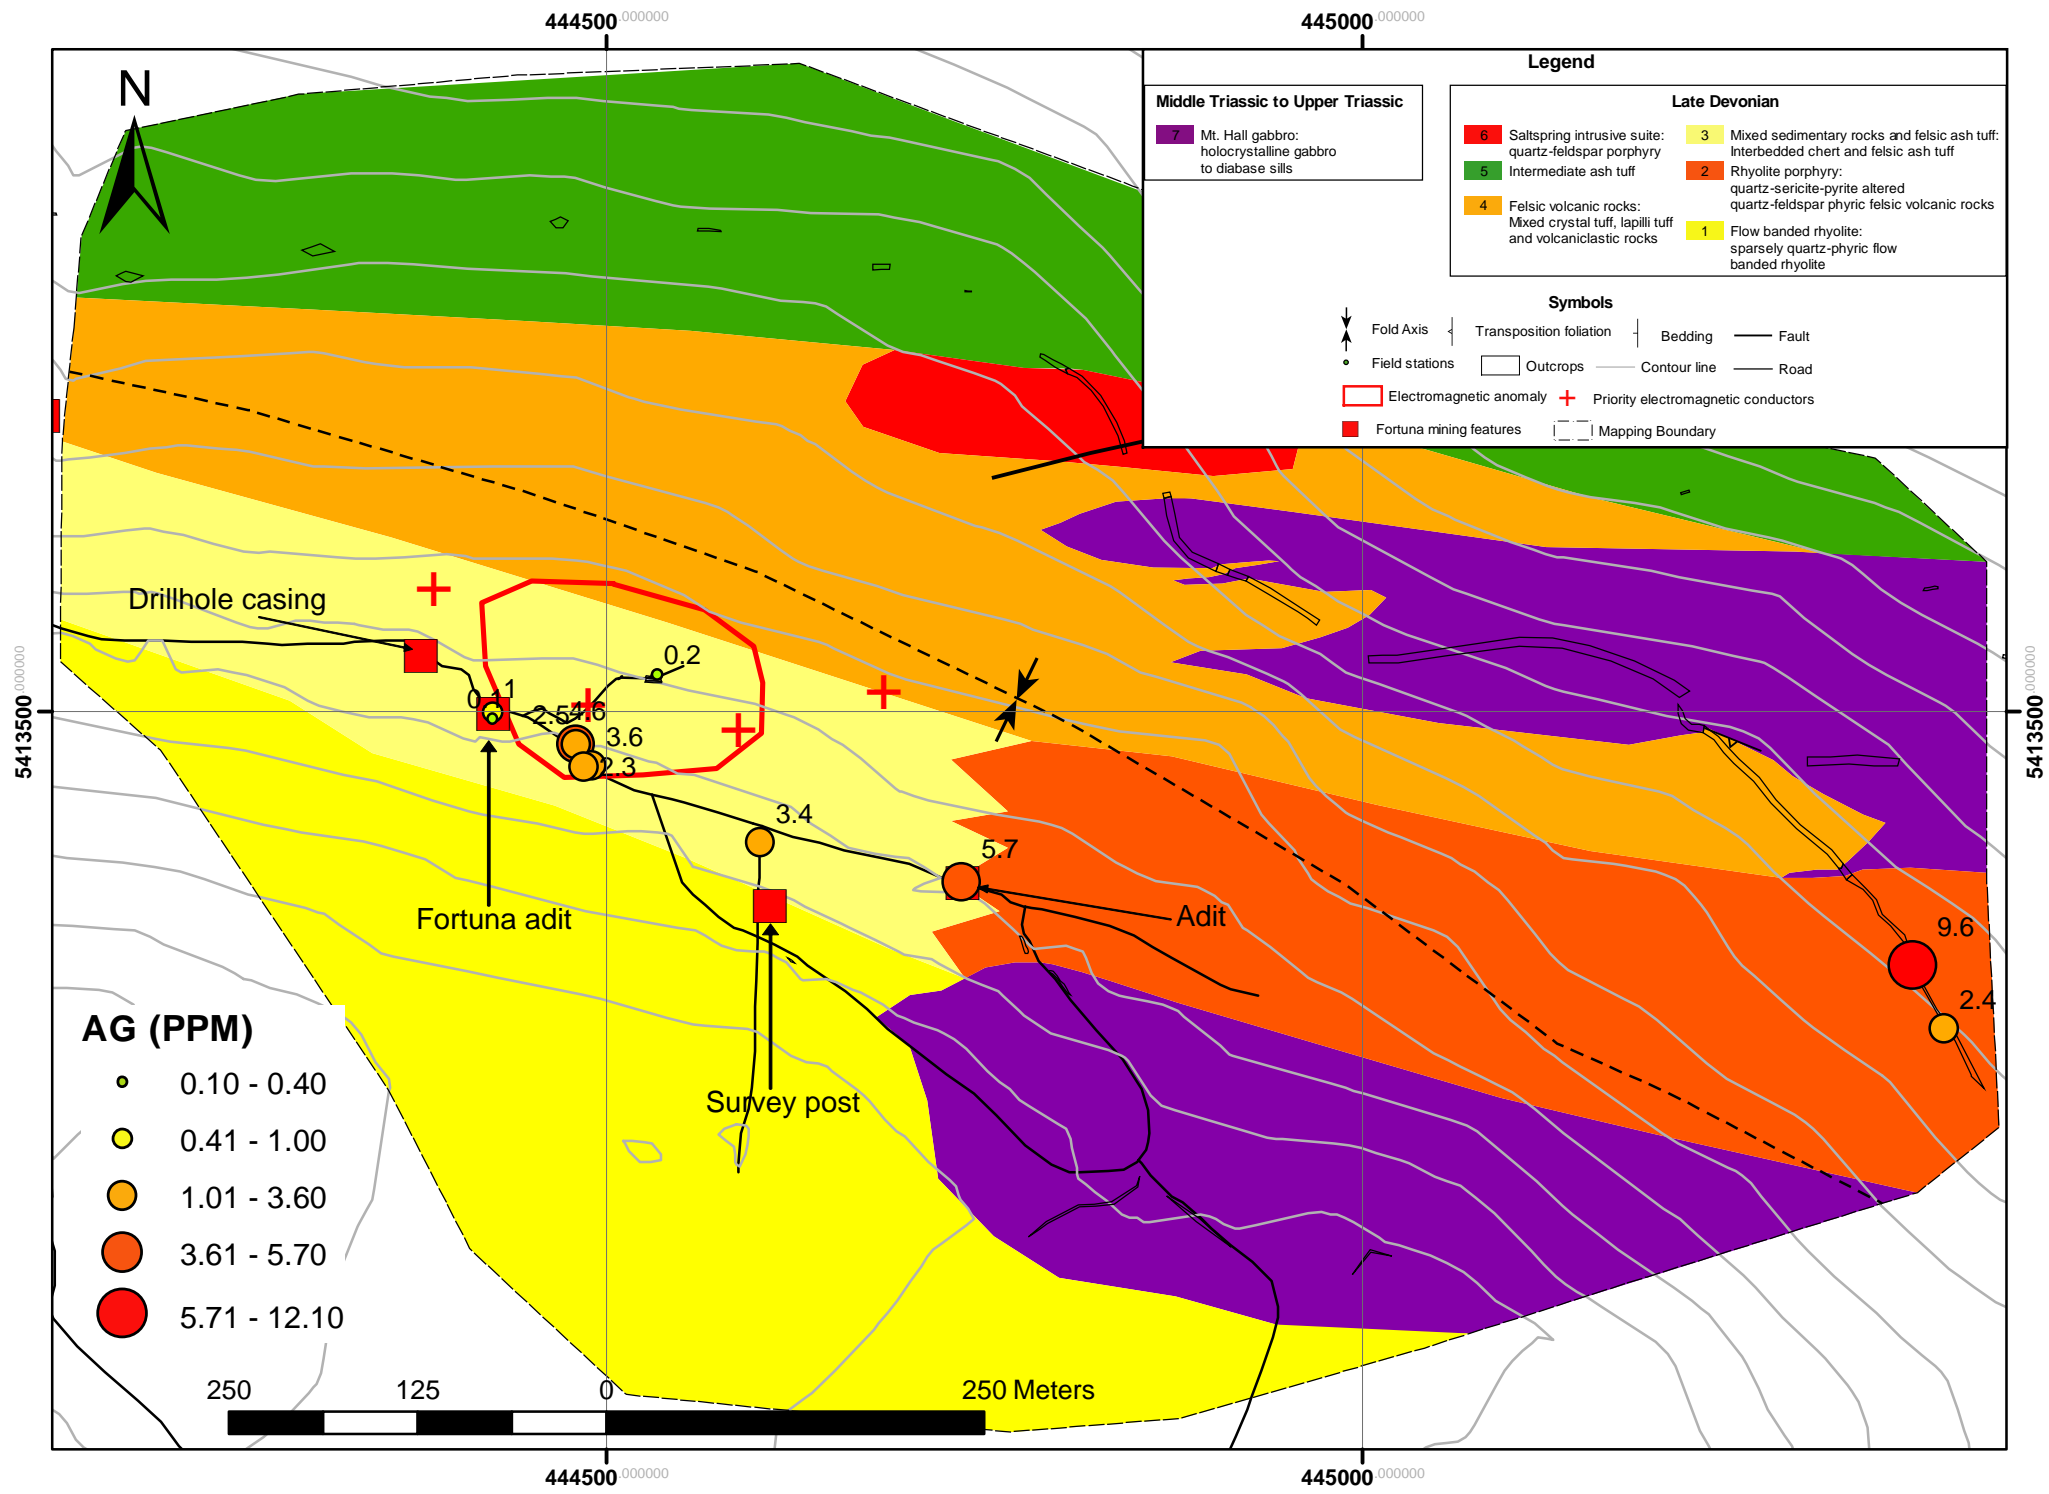 444500.000000
445000.000000
N
Legend
Middle Triassic to Upper Triassic
7 Mt. Hall gabbro:
holocrystalline gabbro
to diabase sills
Late Devonian
6 Saltspring intrusive suite:
quartz-feldspar porphyry
5 Intermediate ash tuff
4 Felsic volcanic rocks:
Mixed crystal tuff, lapilli tuff
and volcaniclastic rocks
3 Mixed sedimentary rocks and felsic ash tuff:
Interbedded chert and felsic ash tuff
2 Rhyolite porphyry:
quartz-sericite-pyrite altered
quartz-feldspar phyric felsic volcanic rocks
1 Flow banded rhyolite:
sparsely quartz-phyric flow
banded rhyolite
Symbols
Fold Axis
Transposition foliation
Bedding
Fault
Field stations
Outcrops
Contour line
Road
Electromagnetic anomaly
Priority electromagnetic conductors
Fortuna mining features
Mapping Boundary
Drillhole casing
0.2
0.1
1
2.5
4.6
3.6
2.3
3.4
5.7
Fortuna adit
Adit
9.6
2.4
Survey post
5413500.000000
5413500.000000
AG (PPM)
0.10 - 0.40
0.41 - 1.00
1.01 - 3.60
3.61 - 5.70
5.71 - 12.10
250 125 0 250 Meters
444500.000000
445000.000000